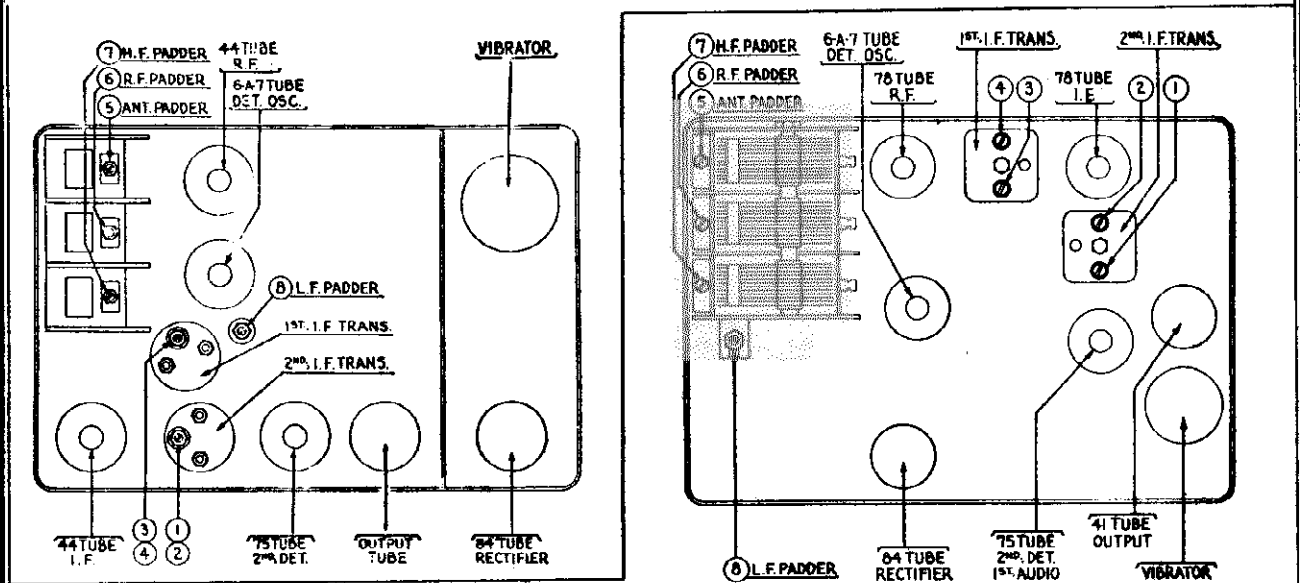 ⑦ H.F. PADDER
⑥ R.F. PADDER
⑤ ANT. PADDER
44 TUBE
R.F.
6-A-7 TUBE
DET. OSC.
VIBRATOR
⑧ L.F. PADDER
1ST. I.F. TRANS.
2ND. I.F. TRANS.
44 TUBE
I.F.
③
④
①
②
75 TUBE
2ND. DET.
OUTPUT
TUBE
84 TUBE
RECTIFIER
⑦ H.F. PADDER
⑥ R.F. PADDER
⑤ ANT. PADDER
6-A-7 TUBE
DET. OSC.
78 TUBE
R.F.
1ST. I.F. TRANS.
④ ③
78 TUBE
I.F.
2ND. I.F. TRANS.
② ①
⑧ L.F. PADDER
84 TUBE
RECTIFIER
75 TUBE
2ND. DET.
1ST. AUDIO
41 TUBE
OUTPUT
VIBRATOR